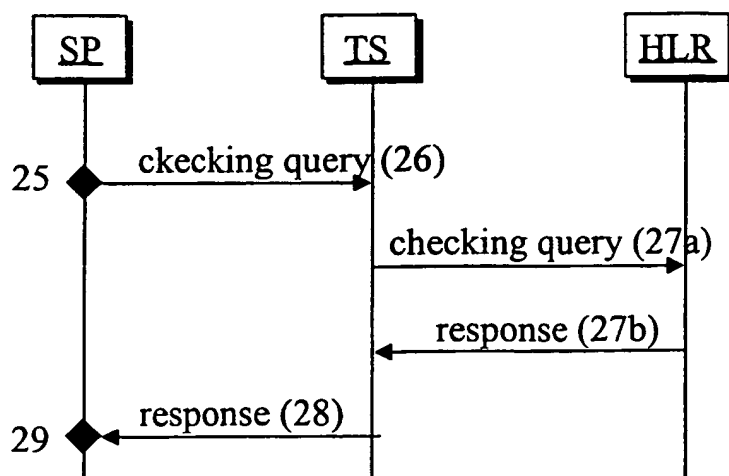 SP
TS
HLR
25
ckecking query (26)
checking query (27a)
response (27b)
response (28)
29